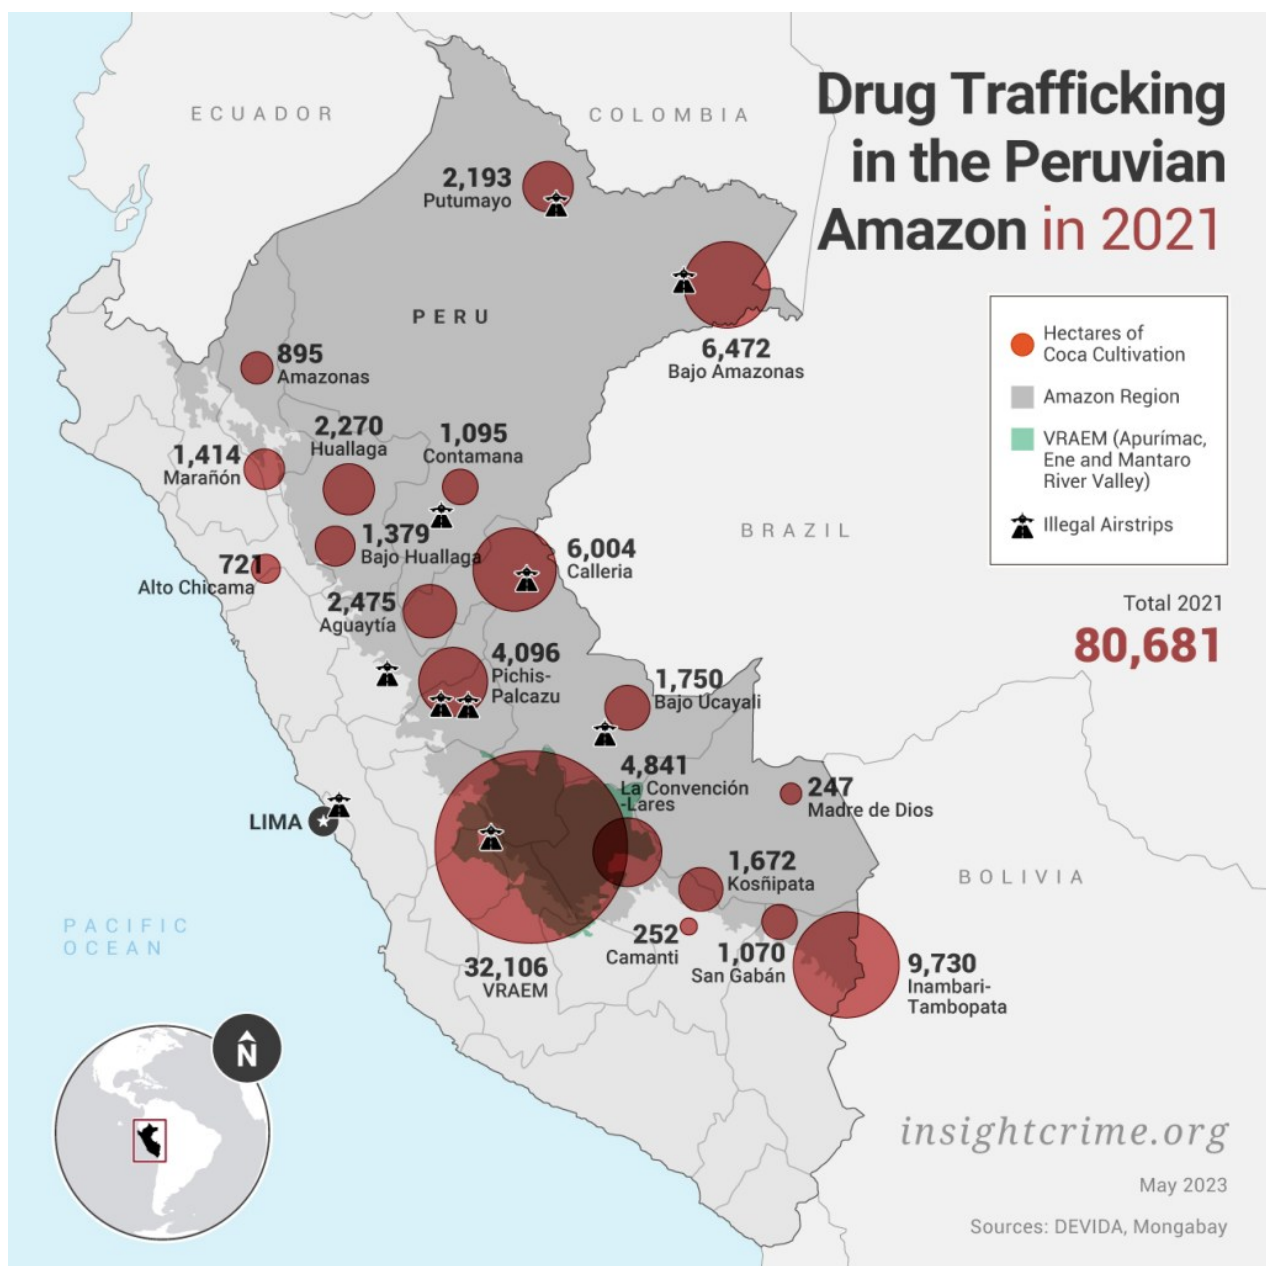 Drug Trafficking
in the Peruvian
Amazon in 2021
ECUADOR
COLOMBIA
2,193
Putumayo
PERU
6,472
Bajo Amazonas
895
Amazonas
2,270
Huallaga
1,095
Contamana
1,414
Marañón
1,379
Bajo Huallaga
721
Alto Chicama
6,004
Calleria
BRAZIL
2,475
Aguaytía
4,096
Pichis-
Palcazu
1,750
Bajo Ucayali
4,841
La Convención
-Lares
247
Madre de Dios
LIMA
1,672
Kosñipata
BOLIVIA
252
Camanti
1,070
San Gabán
32,106
VRAEM
9,730
Inambari-
Tambopata
PACIFIC
OCEAN
N
Hectares of
Coca Cultivation
Amazon Region
VRAEM (Apurímac,
Ene and Mantaro
River Valley)
Illegal Airstrips
Total 2021
80,681
insightcrime.org
May 2023
Sources: DEVIDA, Mongabay